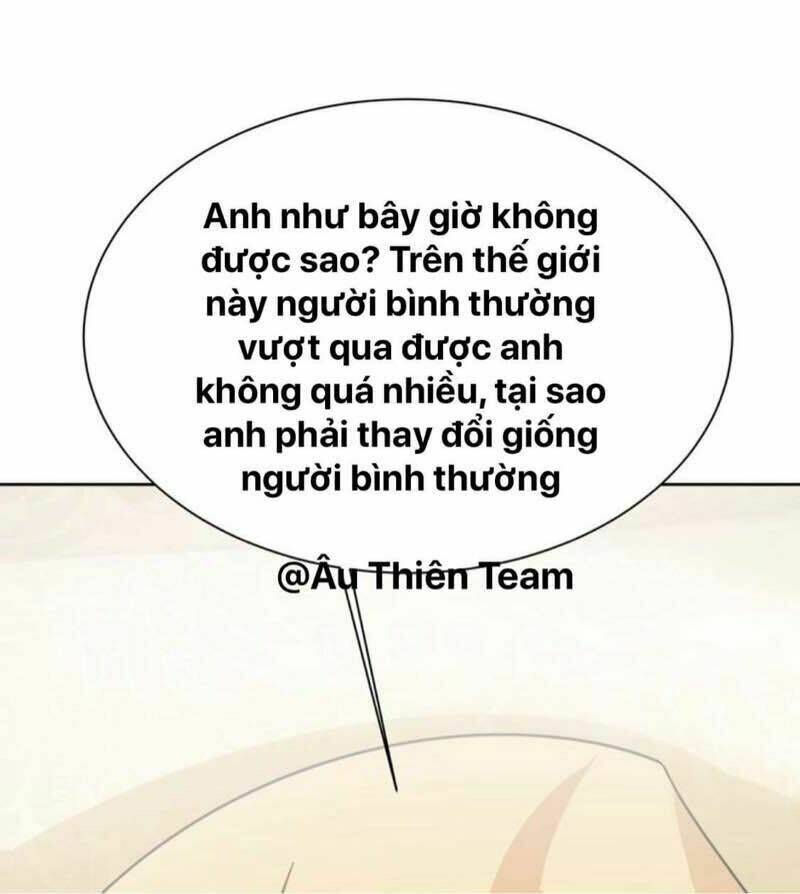 Anh như bây giờ không
được sao? Trên thế giới
này người bình thường
vượt qua được anh
không quá nhiều, tại sao
anh phải thay đổi giống
người bình thường
@Âu Thiên Team